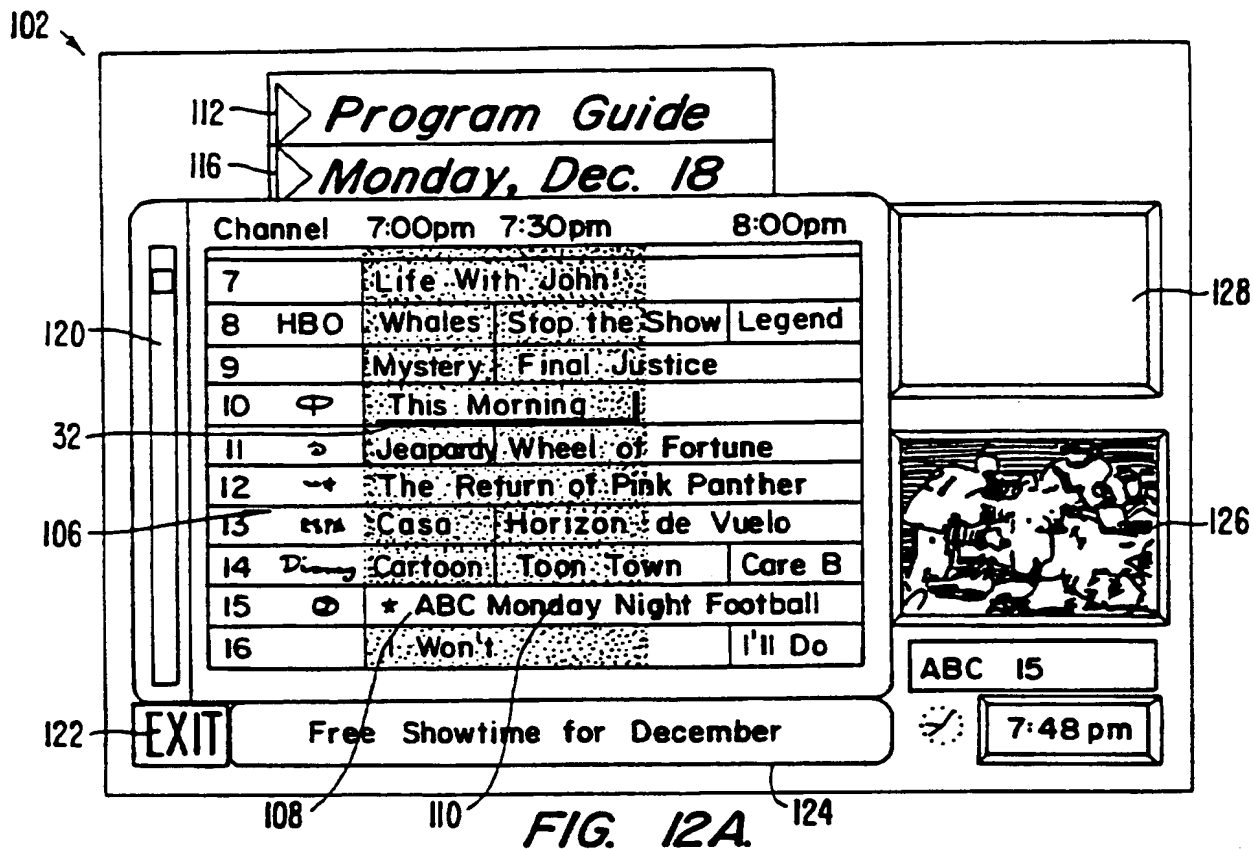 102
112
Program Guide
116
Monday, Dec. 18
Channel 7:00pm 7:30pm 8:00pm
7 Life With John
128
8 HBO Whales Stop the Show Legend
120
9 Mystery Final Justice
10 This Morning
32
11 Jeapardy Wheel of Fortune
12 The Return of Pink Panther
106
13 ESPN Casa Horizon de Vuelo
126
14 Disney Cartoon Toon Town Care B
15 * ABC Monday Night Football
16 I Won't I'll Do
ABC 15
122
EXIT
Free Showtime for December
7:48 pm
108
110
124
FIG. 12A.